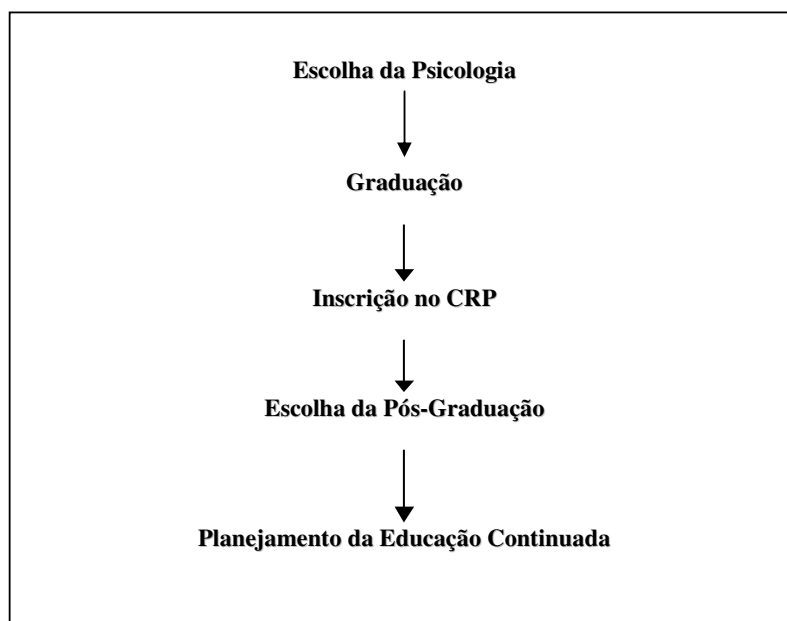 Escolha da Psicologia
Graduação
Inscrição no CRP
Escolha da Pós-Graduação
Planejamento da Educação Continuada